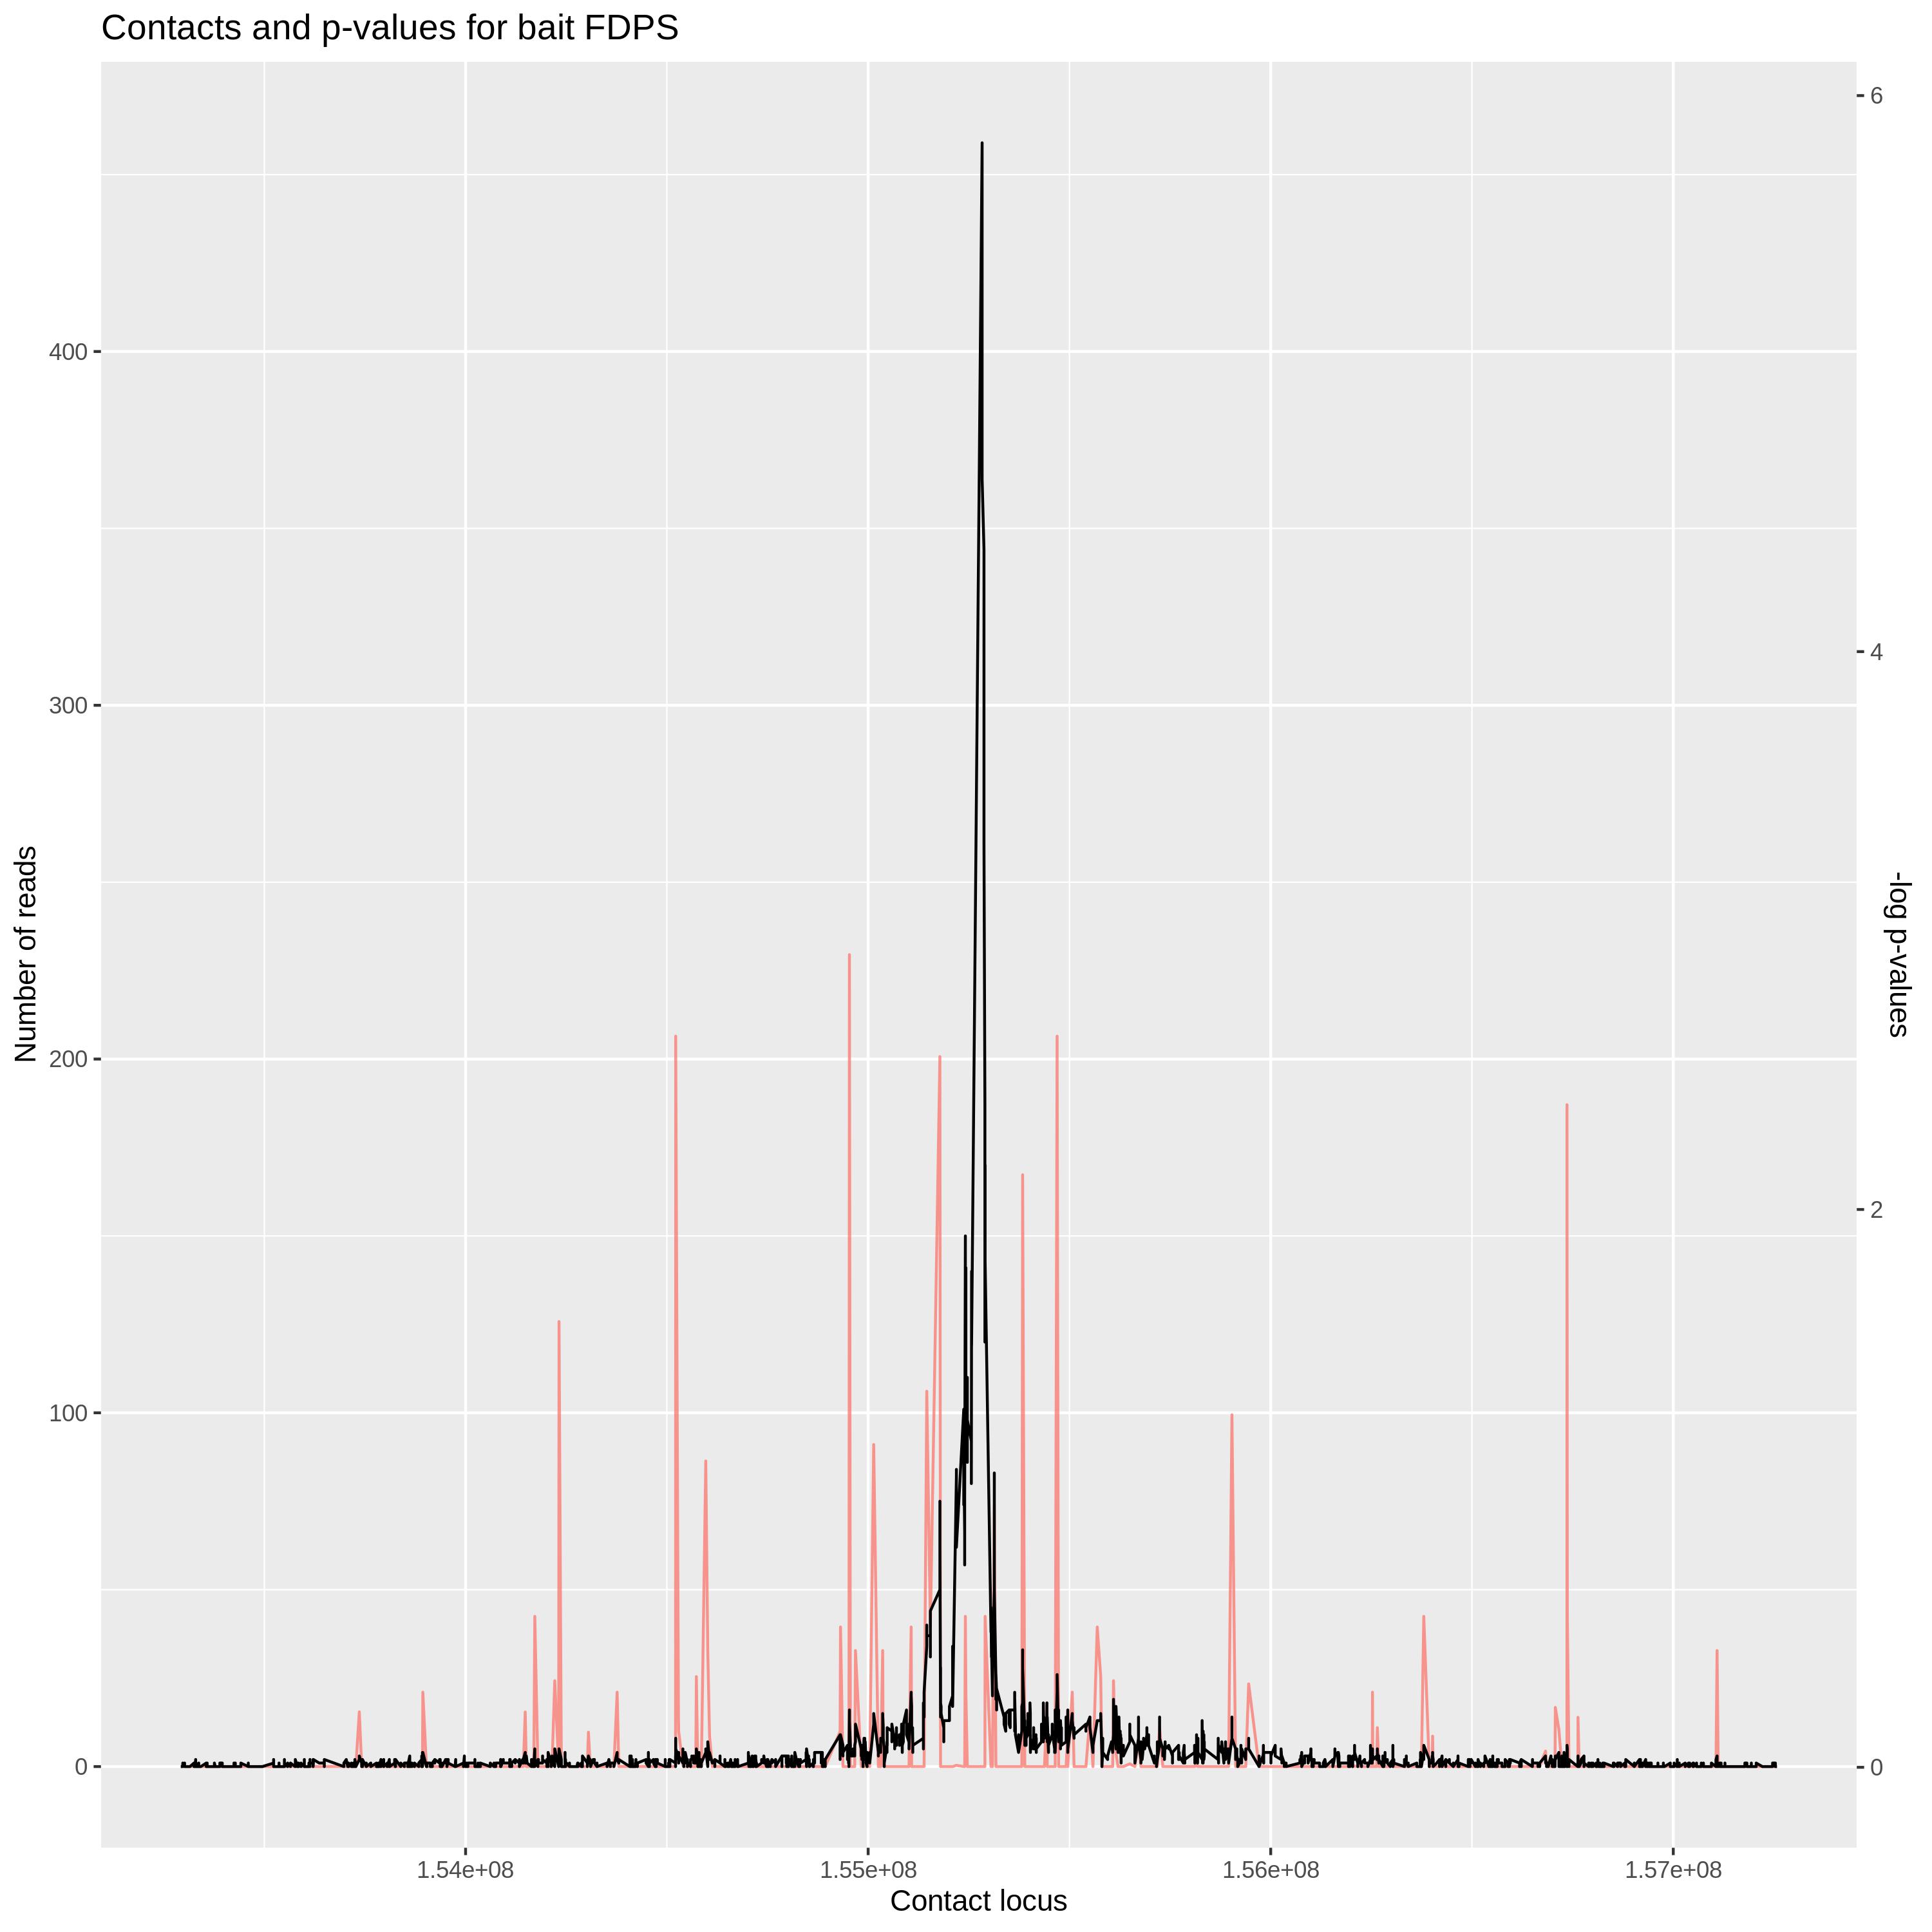 Contacts and p-values for bait FDPS
6
400
4
300
Number of reads
-log p-values
200
2
100
0
0
1.54e+08
1.55e+08
1.56e+08
1.57e+08
Contact locus